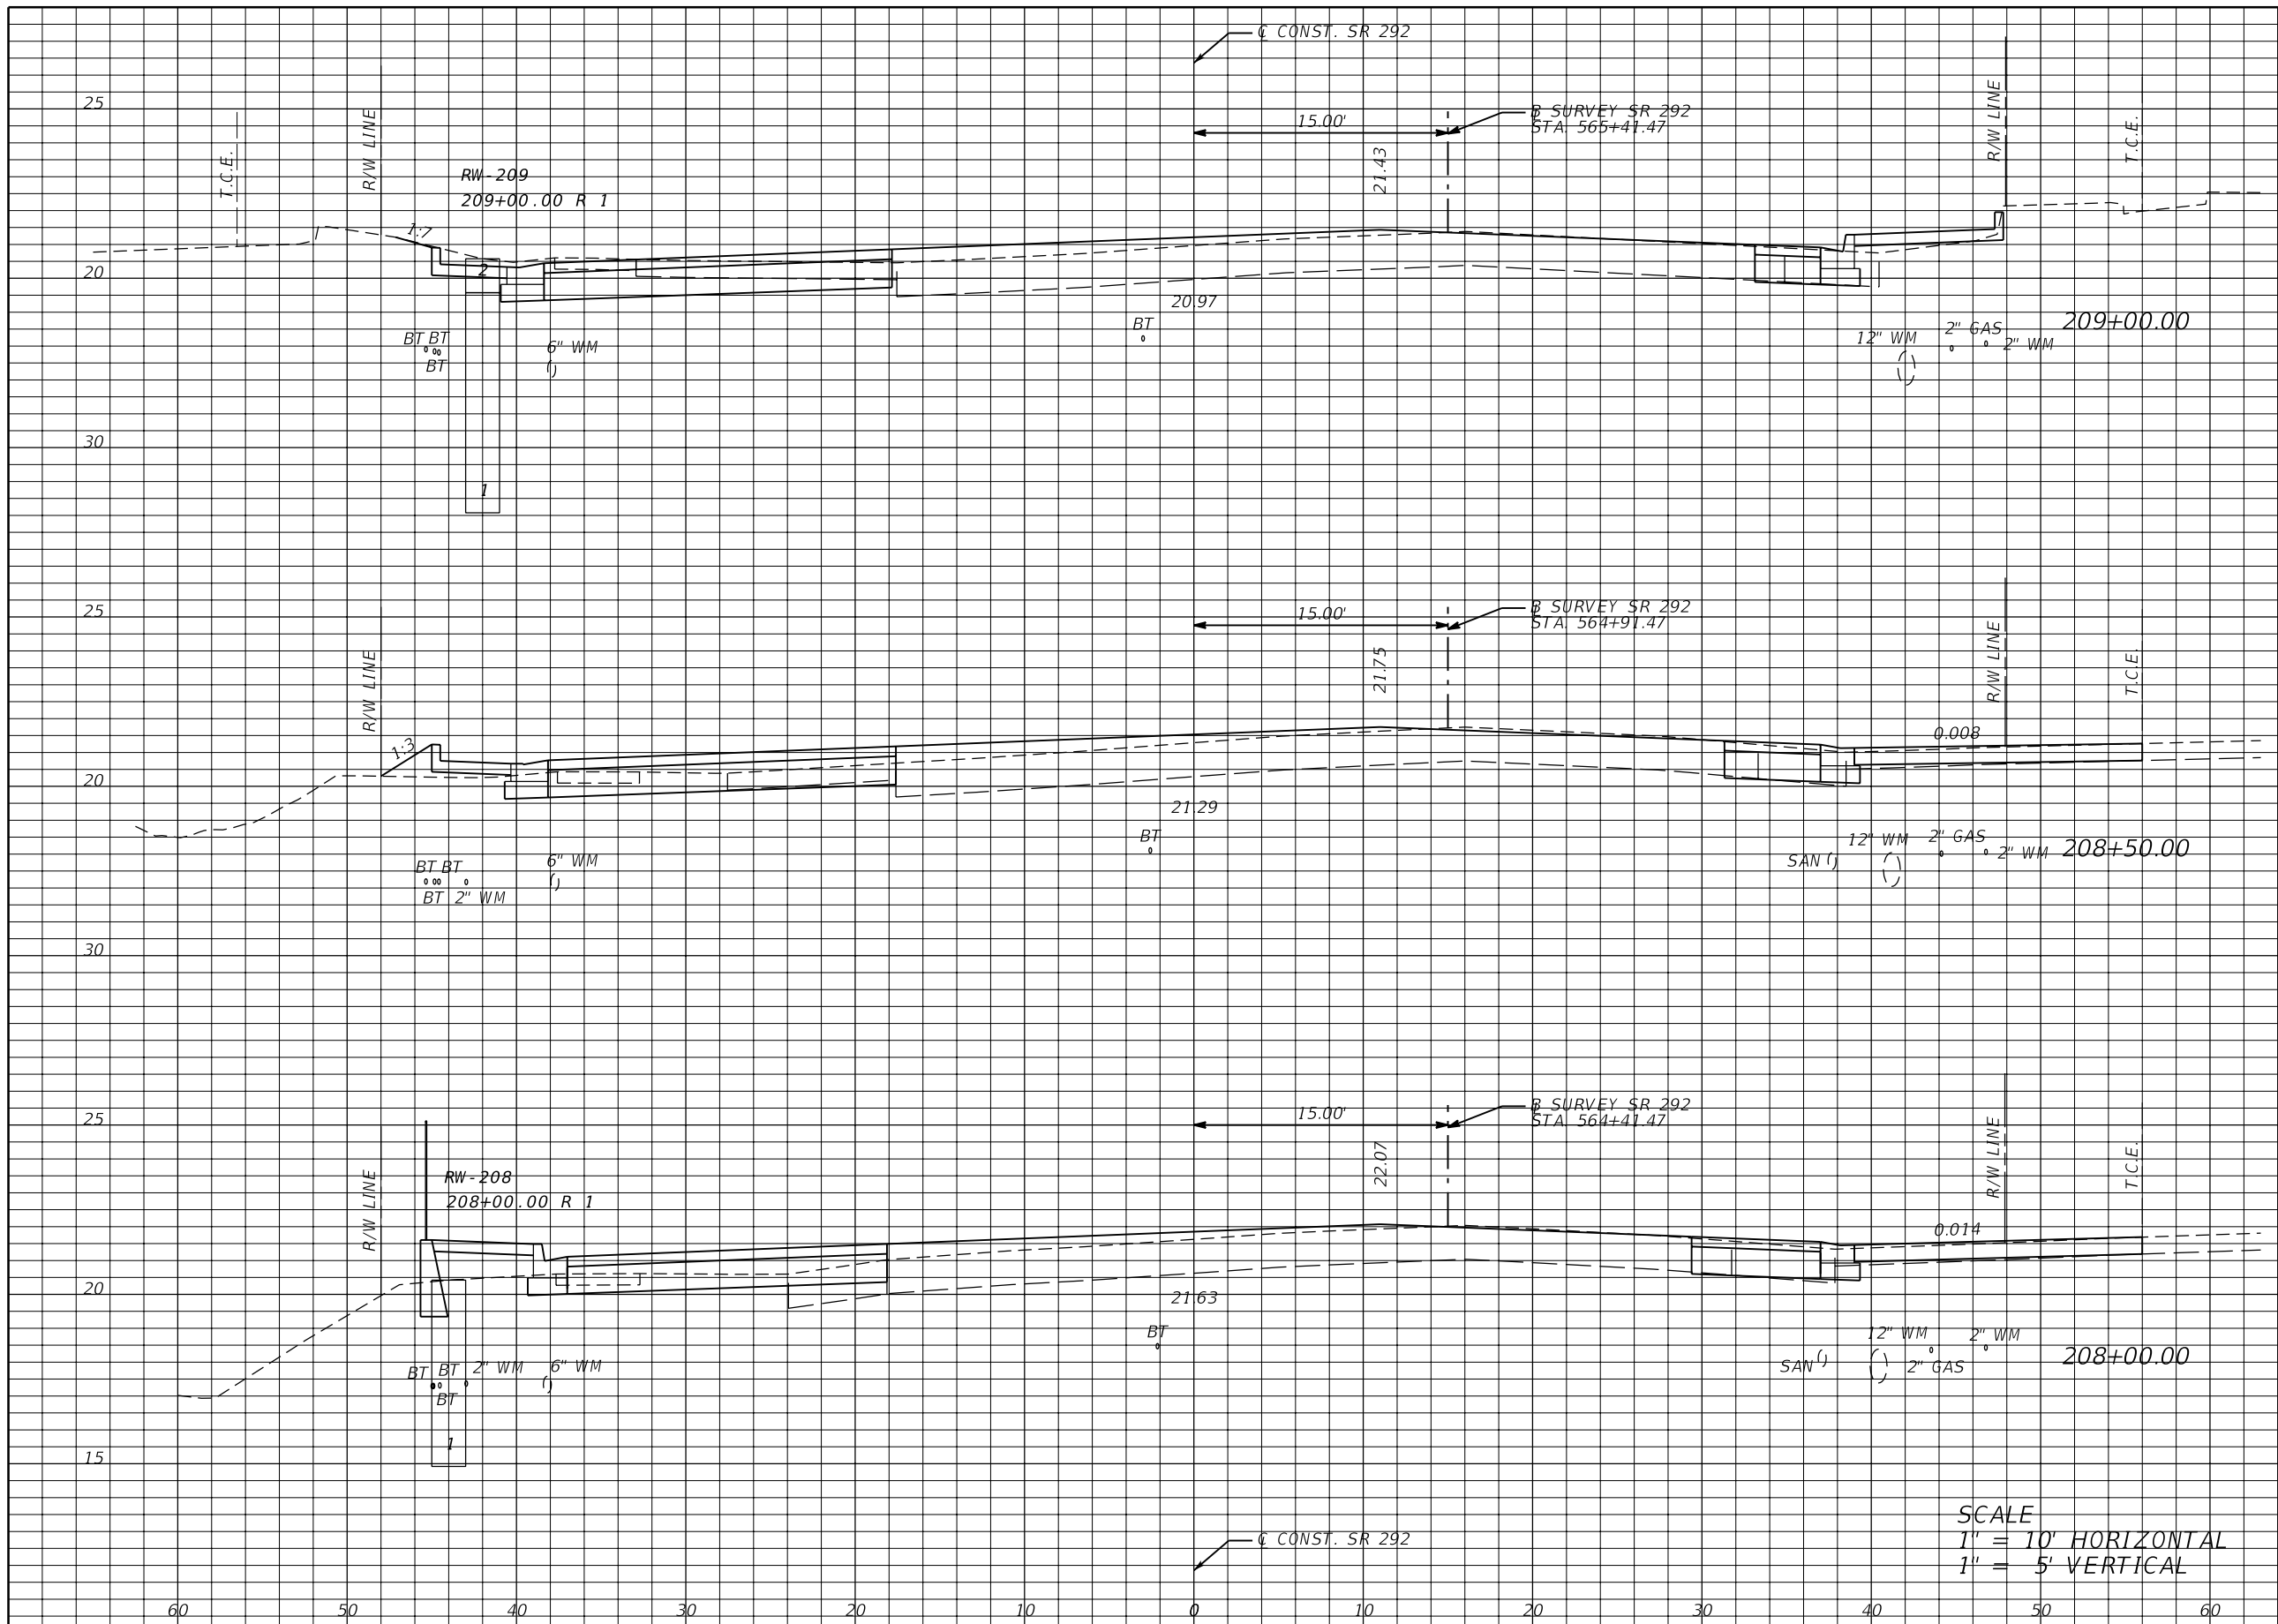 ℄ CONST. SR 292
25
T.C.E.
R/W LINE
RW-209
209+00.00 R 1
1:7
15.00'
21.43
℔ SURVEY SR 292
STA. 565+41.47
R/W LINE
T.C.E.
20
2
20.97
209+00.00
BT BT
BT
6" WM
BT
12" WM
2" GAS
2" WM
30
1
25
R/W LINE
1:3
15.00'
21.75
℔ SURVEY SR 292
STA. 564+91.47
R/W LINE
T.C.E.
0.008
20
21.29
BT BT
BT 2" WM
6" WM
BT
SAN
12" WM
2" GAS
2" WM
208+50.00
30
25
R/W LINE
RW-208
208+00.00 R 1
15.00'
22.07
℔ SURVEY SR 292
STA. 564+41.47
R/W LINE
T.C.E.
0.014
20
21.63
BT BT 2" WM
BT
6" WM
BT
SAN
12" WM
2" GAS
2" WM
208+00.00
1
15
℄ CONST. SR 292
SCALE
1" = 10' HORIZONTAL
1" = 5' VERTICAL
60 50 40 30 20 10 0 10 20 30 40 50 60